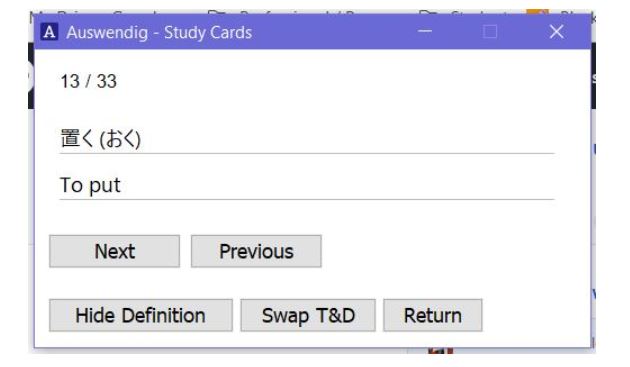 Auswendig - Study Cards
13 / 33
置く (おく)
To put
Next Previous
Hide Definition Swap T&D Return